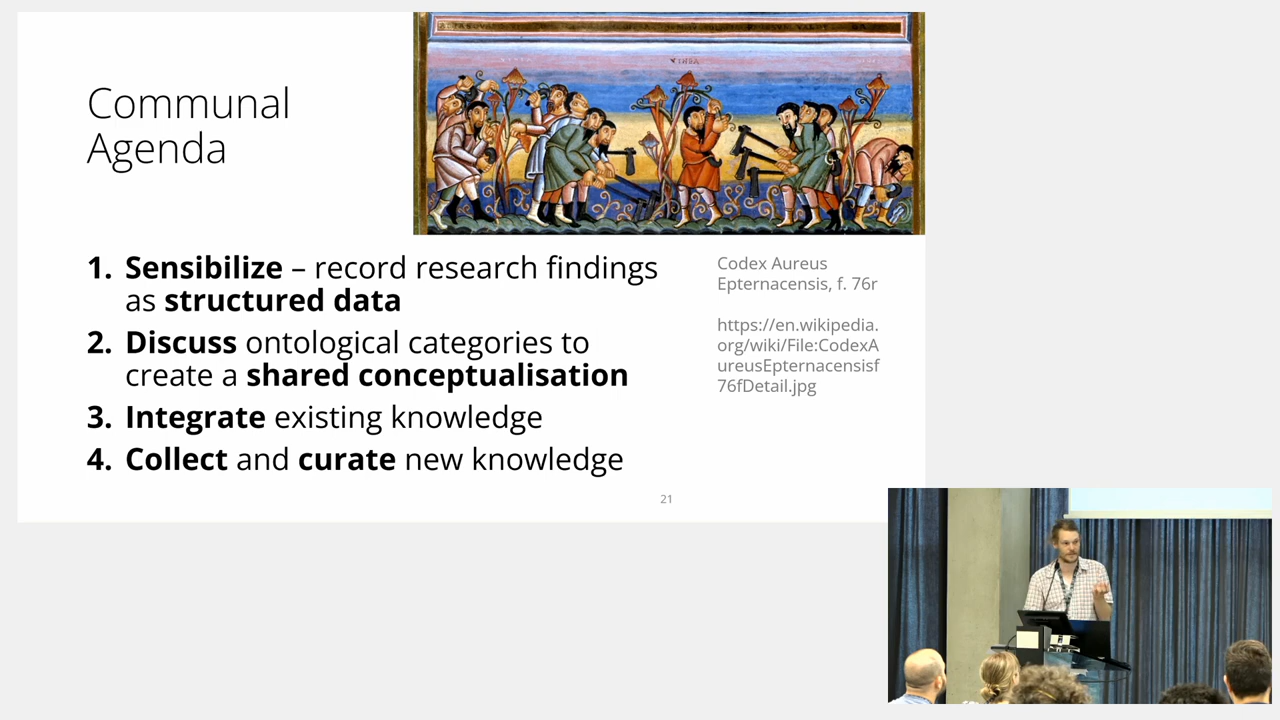 Communal
Agenda
VINEA
1. Sensibilize – record research findings
as structured data
2. Discuss ontological categories to
create a shared conceptualisation
3. Integrate existing knowledge
4. Collect and curate new knowledge
Codex Aureus
Epternacensis, f. 76r
https://en.wikipedia.
org/wiki/File:CodexA
ureusEpternacensisf
76fDetail.jpg
21